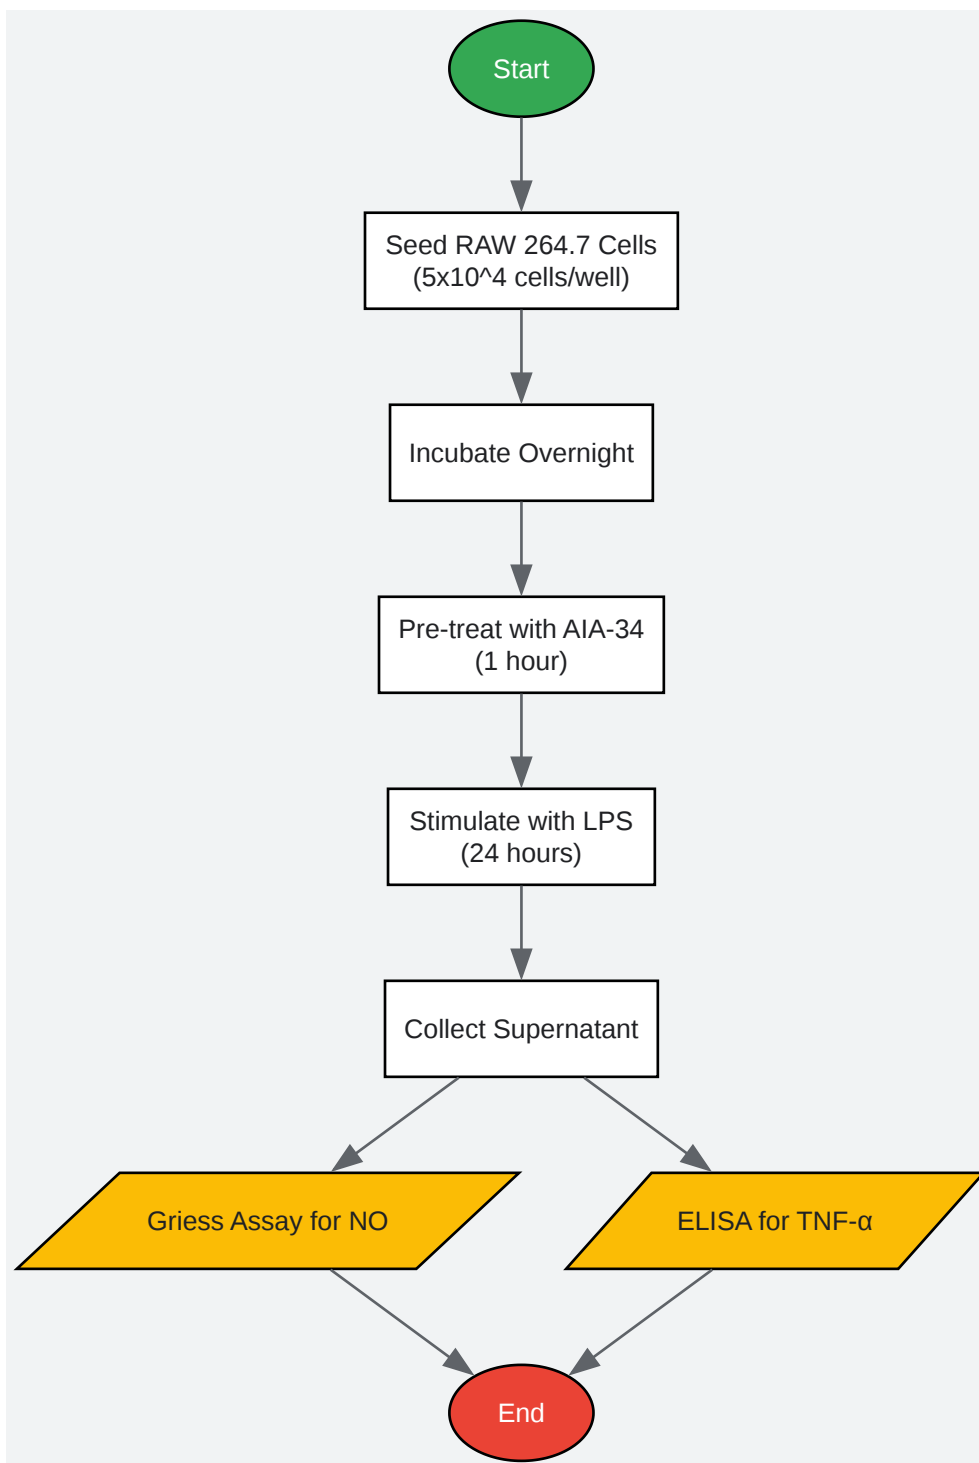 Start
Seed RAW 264.7 Cells
(5x10^4 cells/well)
Incubate Overnight
Pre-treat with AIA-34
(1 hour)
Stimulate with LPS
(24 hours)
Collect Supernatant
Griess Assay for NO
ELISA for TNF-α
End